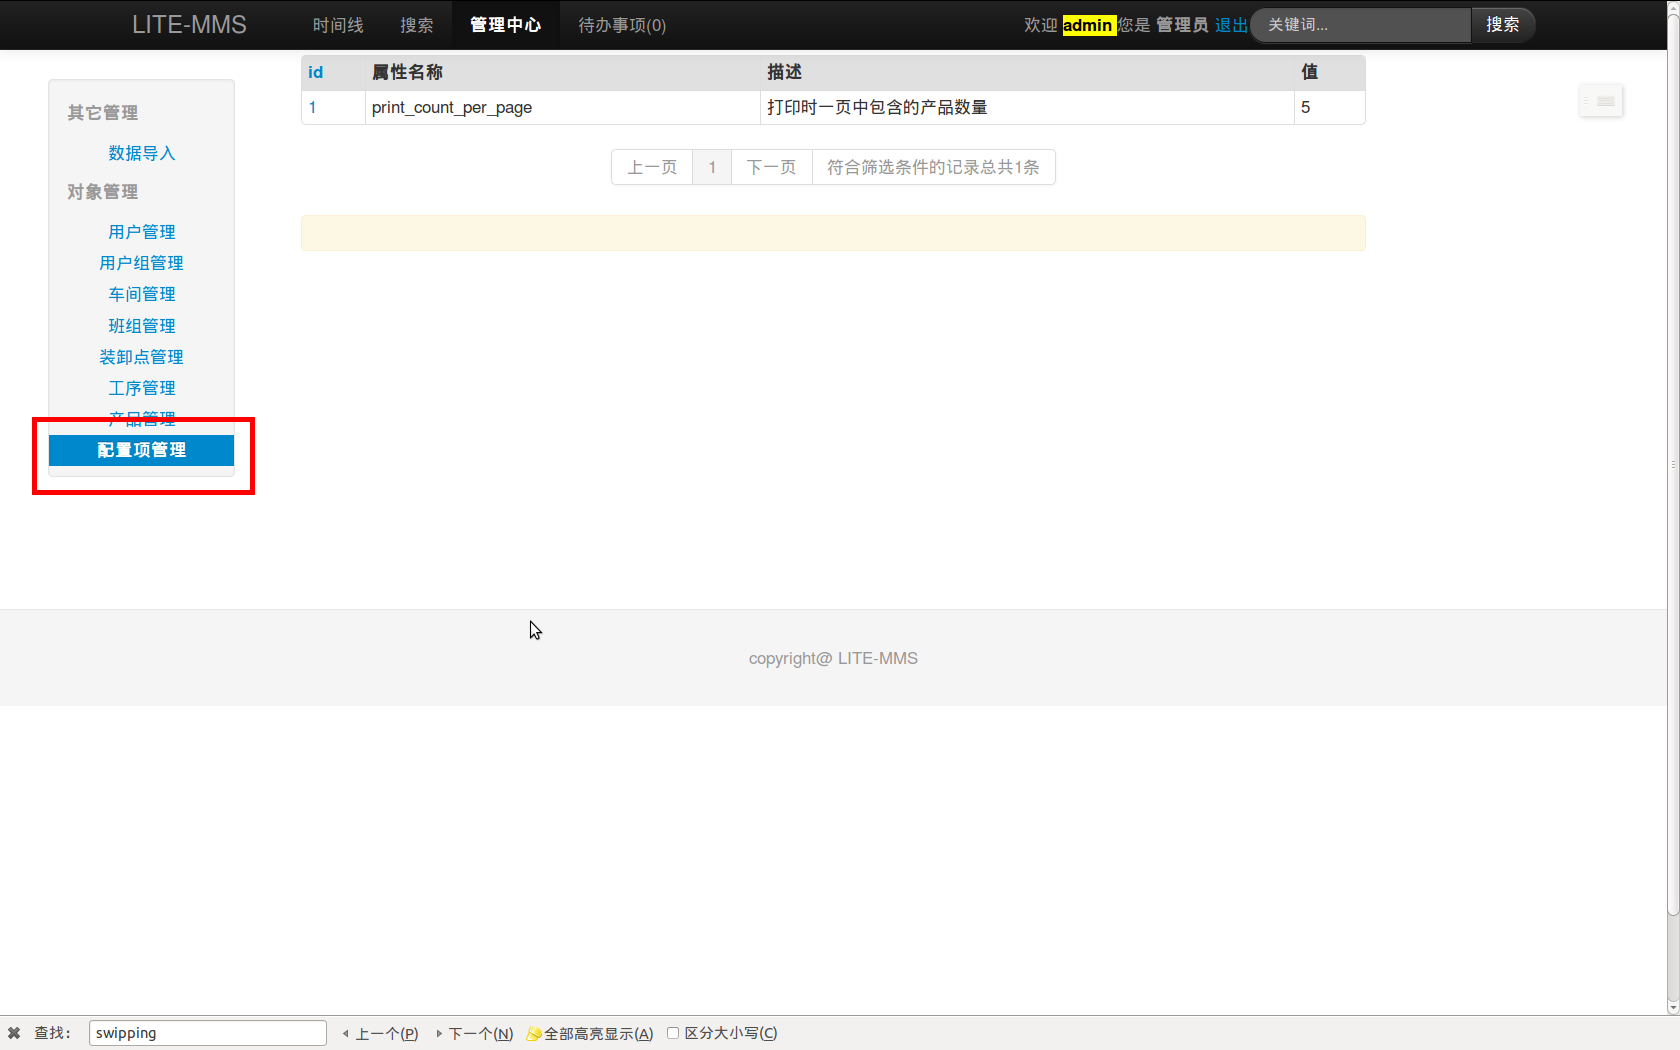 LITE-MMS 时间线 搜索 管理中心 待办事项(0) 欢迎 admin 您是 管理员 退出 关键词... 搜索
其它管理
数据导入
对象管理
用户管理
用户组管理
车间管理
班组管理
装卸点管理
工序管理
产品管理
配置项管理
id 属性名称 描述 值
1 print_count_per_page 打印时一页中包含的产品数量 5
上一页 1 下一页 符合筛选条件的记录总共1条
copyright@ LITE-MMS
查找: swipping 上一个(P) 下一个(N) 全部高亮显示(A) 区分大小写(C)